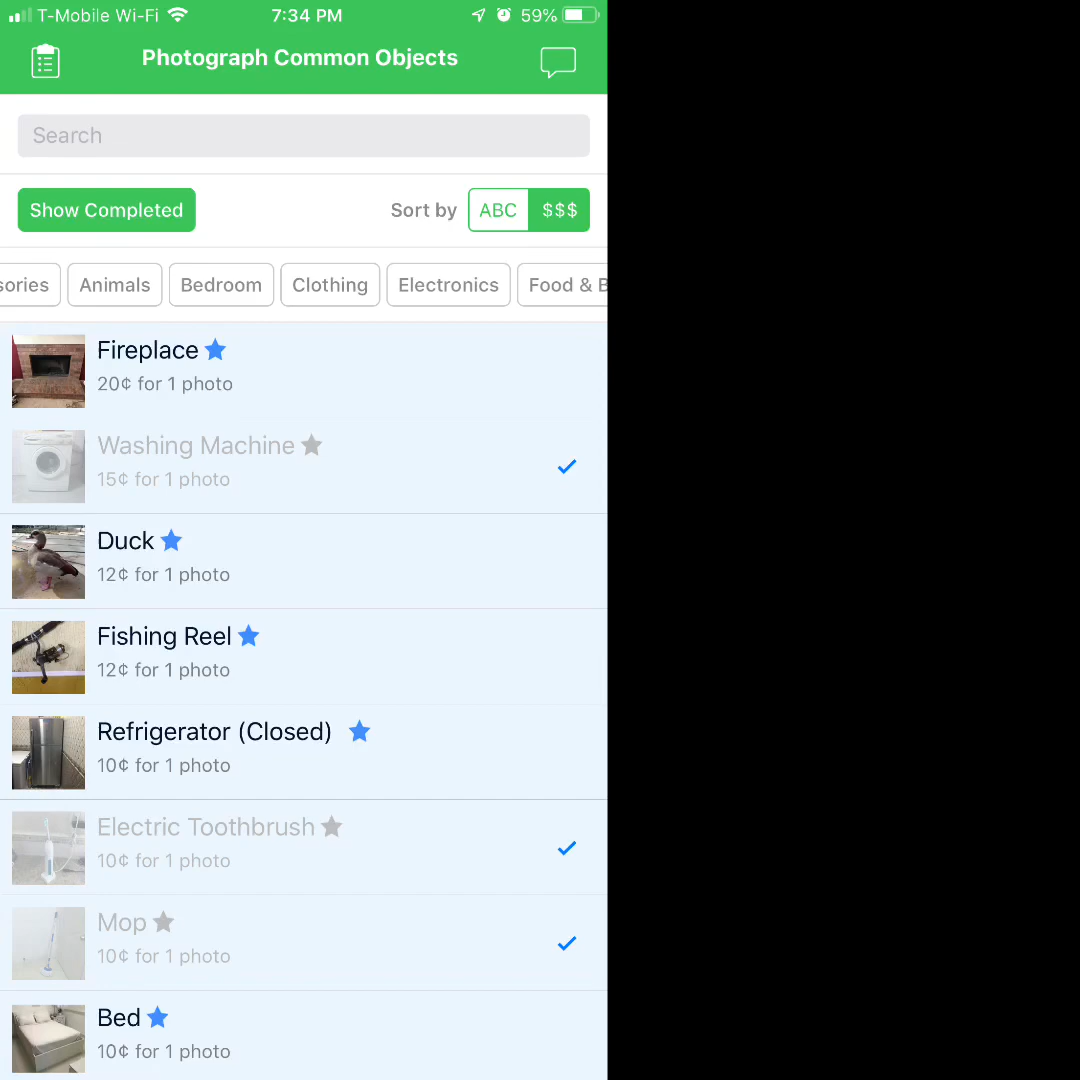 T-Mobile Wi-Fi 7:34 PM 59%
Photograph Common Objects
Search
Show Completed Sort by ABC $$$
sories Animals Bedroom Clothing Electronics Food & B
Fireplace
20¢ for 1 photo
Washing Machine
15¢ for 1 photo
Duck
12¢ for 1 photo
Fishing Reel
12¢ for 1 photo
Refrigerator (Closed)
10¢ for 1 photo
Electric Toothbrush
10¢ for 1 photo
Mop
10¢ for 1 photo
Bed
10¢ for 1 photo